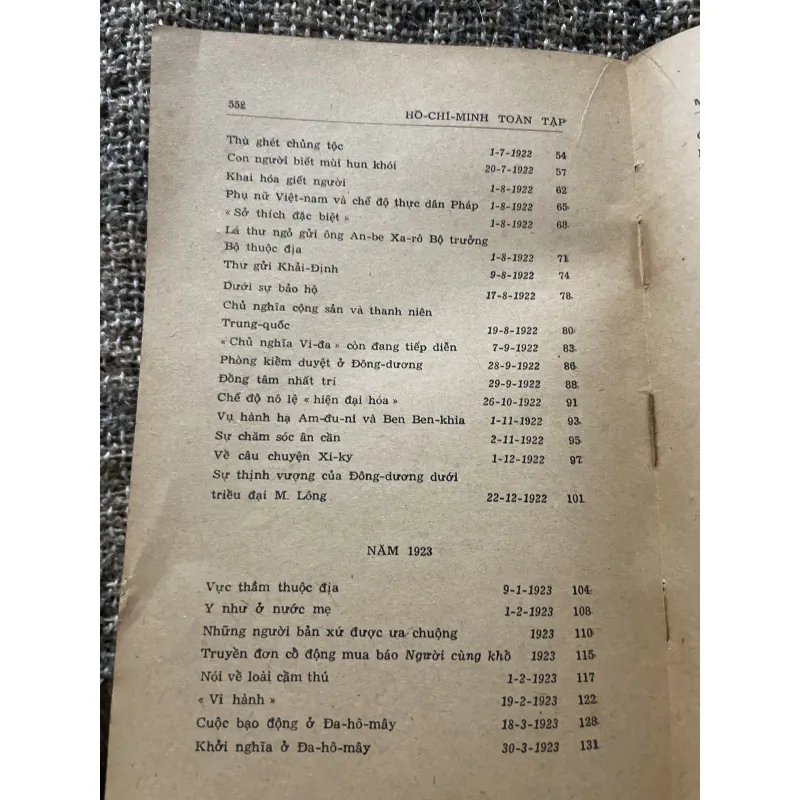 552
HỒ-CHÍ-MINH TOÀN TẬP
Thù ghét chủng tộc 1-7-1922 54
Con người biết mùi hun khói 20-7-1922 57
Khai hóa giết người 1-8-1922 62
Phụ nữ Việt-nam và chế độ thực dân Pháp 1-8-1922 65
« Sở thích đặc biệt » 1-8-1922 68
Lá thư ngỏ gửi ông An-be Xa-rô Bộ trưởng
Bộ thuộc địa 1-8-1922 71
Thư gửi Khải-Định 9-8-1922 74
Dưới sự bảo hộ 17-8-1922 78
Chủ nghĩa cộng sản và thanh niên
Trung-quốc 19-8-1922 80
« Chủ nghĩa Vi-đa » còn đang tiếp diễn 7-9-1922 83
Phòng kiểm duyệt ở Đông-dương 28-9-1922 86
Đồng tâm nhất trí 29-9-1922 88
Chế độ nô lệ « hiện đại hóa » 26-10-1922 91
Vụ hành hạ Am-đu-ni và Ben Ben-khia 1-11-1922 93
Sự chăm sóc ân cần 2-11-1922 95
Về câu chuyện Xi-ky 1-12-1922 97
Sự thịnh vượng của Đông-dương dưới
triều đại M. Lông 22-12-1922 101
NĂM 1923
Vực thẳm thuộc địa 9-1-1923 104
Y như ở nước mẹ 1-2-1923 108
Những người bản xứ được ưa chuộng 1923 110
Truyền đơn cổ động mua báo Người cùng khổ 1923 115
Nói về loài cầm thú 1-2-1923 117
« Vi hành » 19-2-1923 122
Cuộc bạo động ở Đa-hô-mây 18-3-1923 128
Khởi nghĩa ở Đa-hô-mây 30-3-1923 131